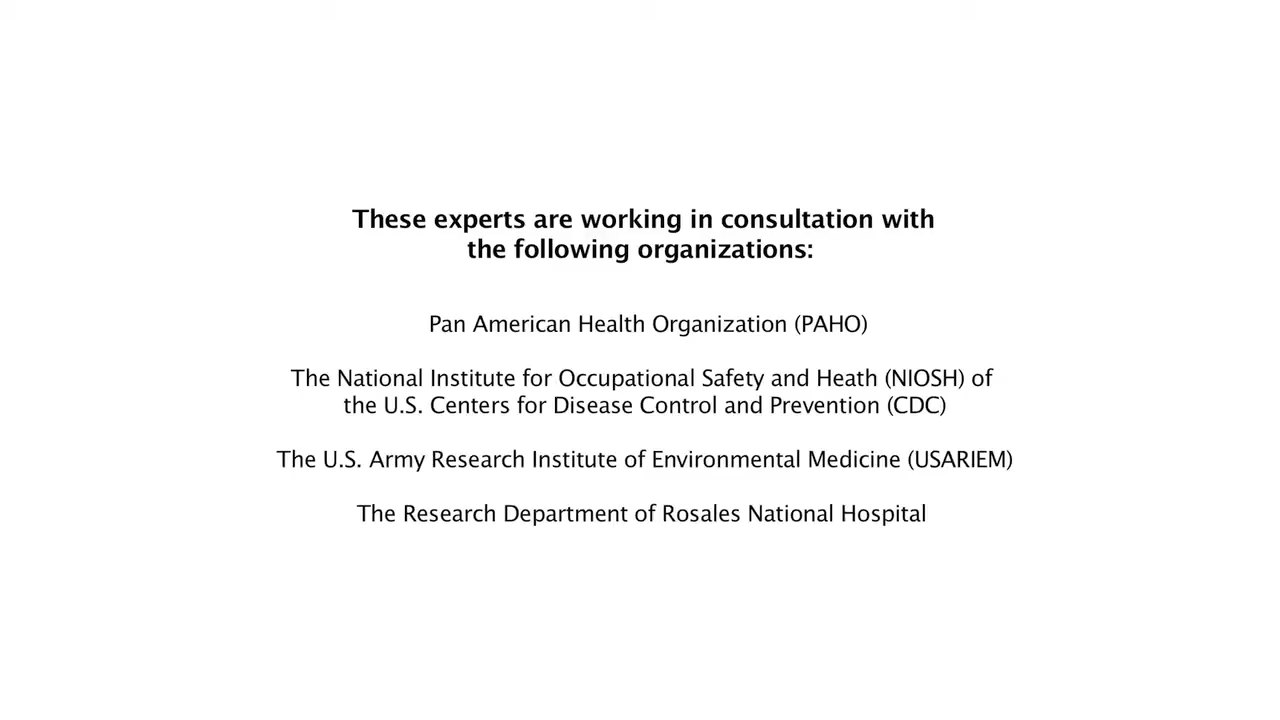 These experts are working in consultation with
the following organizations:
Pan American Health Organization (PAHO)
The National Institute for Occupational Safety and Heath (NIOSH) of
the U.S. Centers for Disease Control and Prevention (CDC)
The U.S. Army Research Institute of Environmental Medicine (USARIEM)
The Research Department of Rosales National Hospital